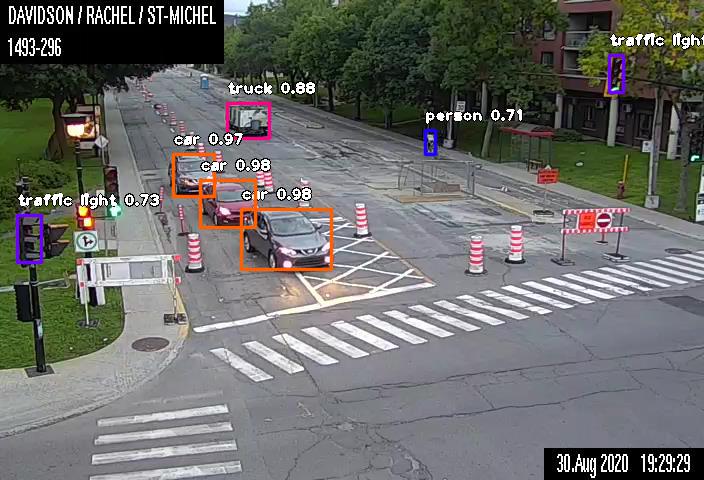 DAVIDSON / RACHEL / ST-MICHEL
1493-296
traffic light
truck 0.88
person 0.71
car 0.97
car 0.98
car 0.98
traffic light 0.73
30.Aug 2020 19:29:29